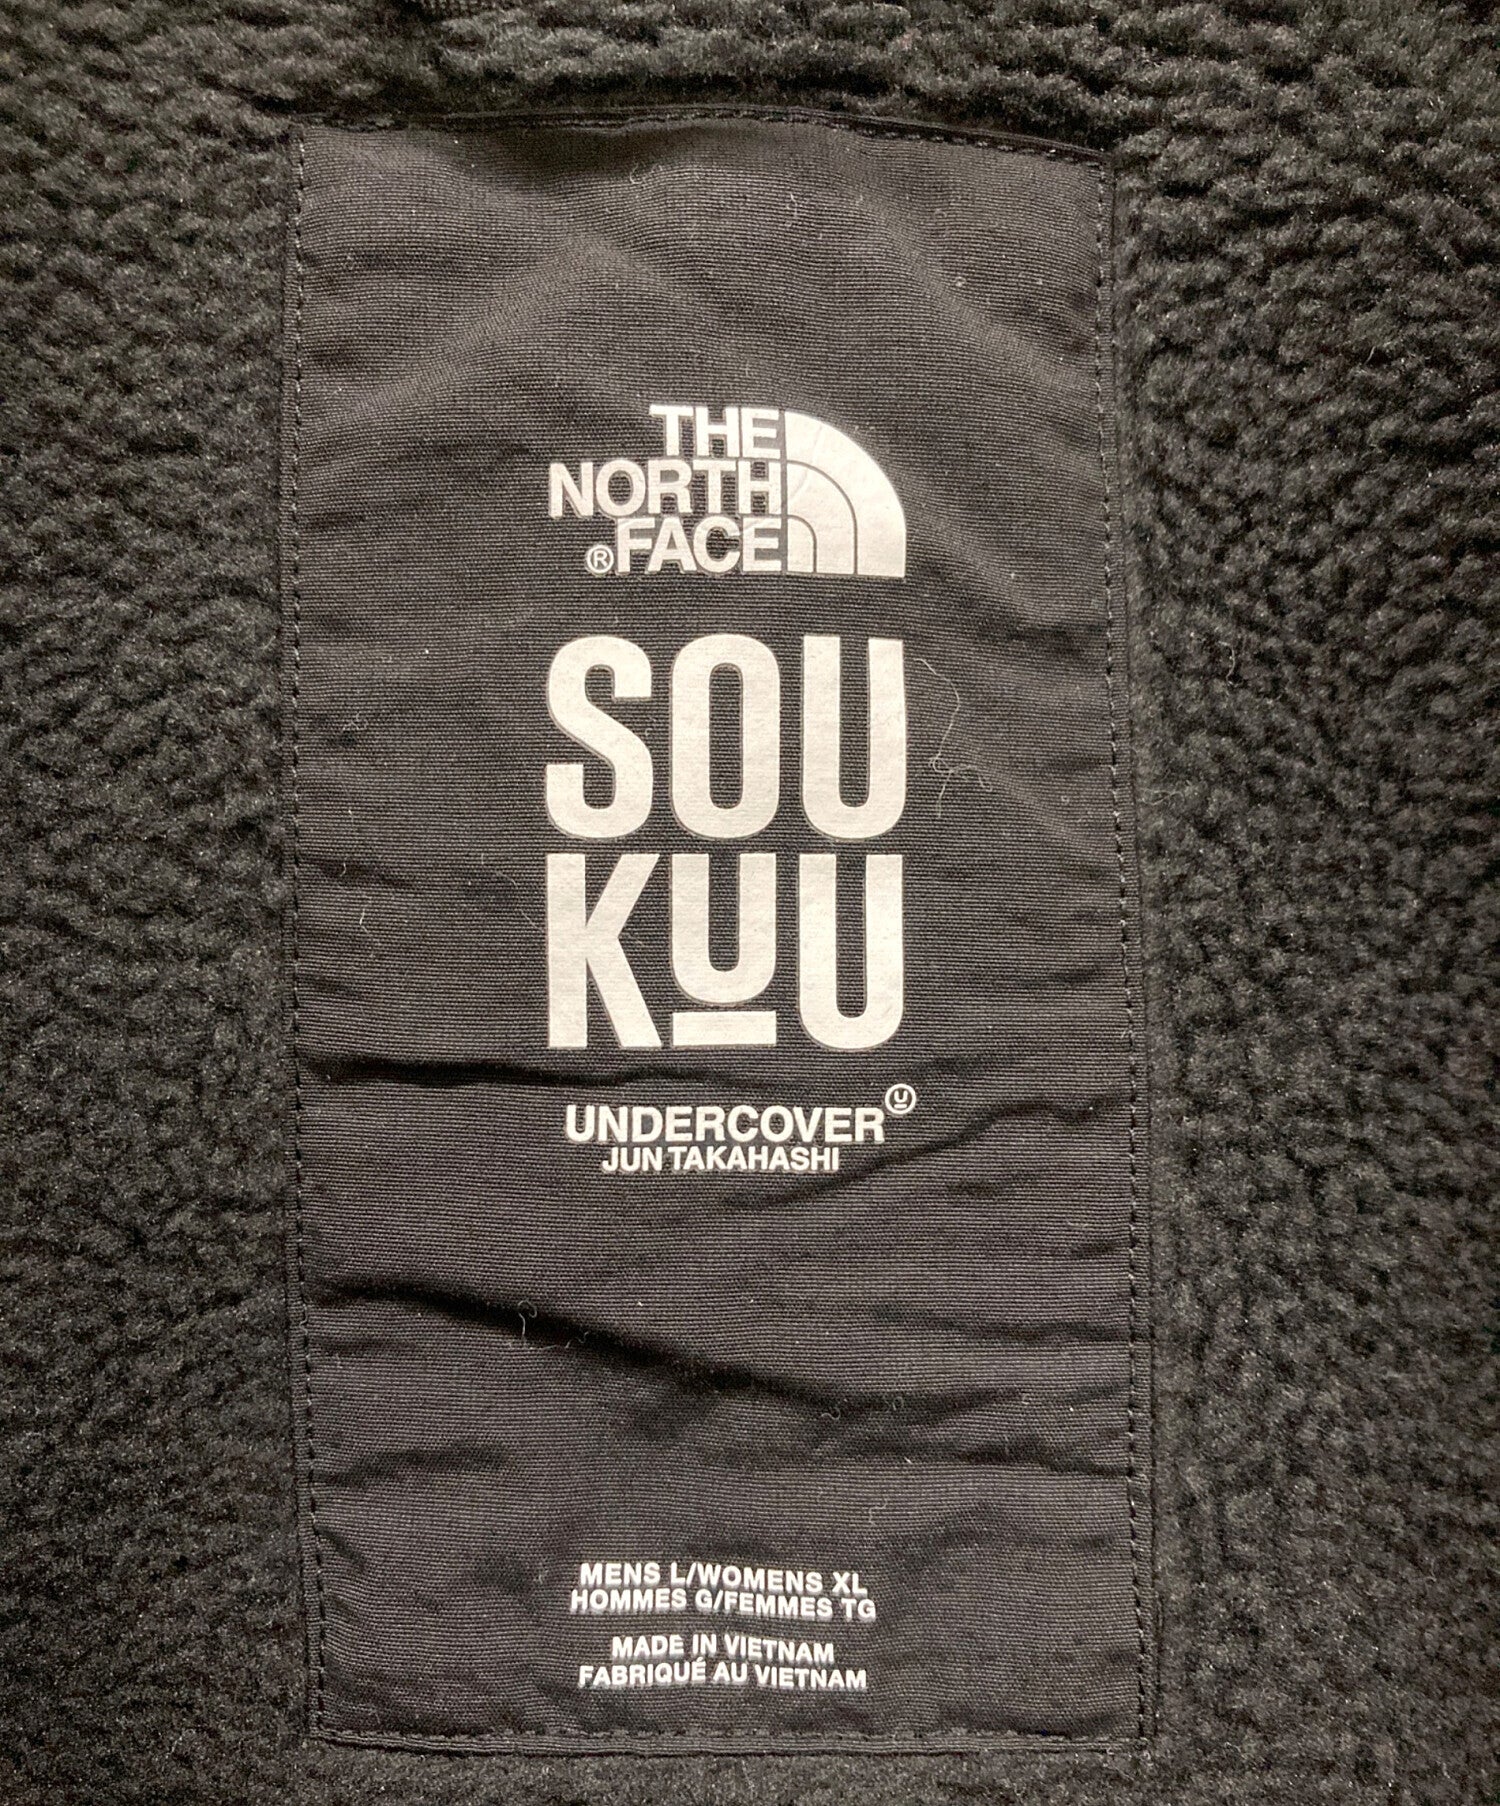 THE
NORTH
®FACE
SOU
KUU
UNDERCOVER
JUN TAKAHASHI
MENS L/WOMENS XL
HOMMES G/FEMMES TG
MADE IN VIETNAM
FABRIQUÉ AU VIETNAM